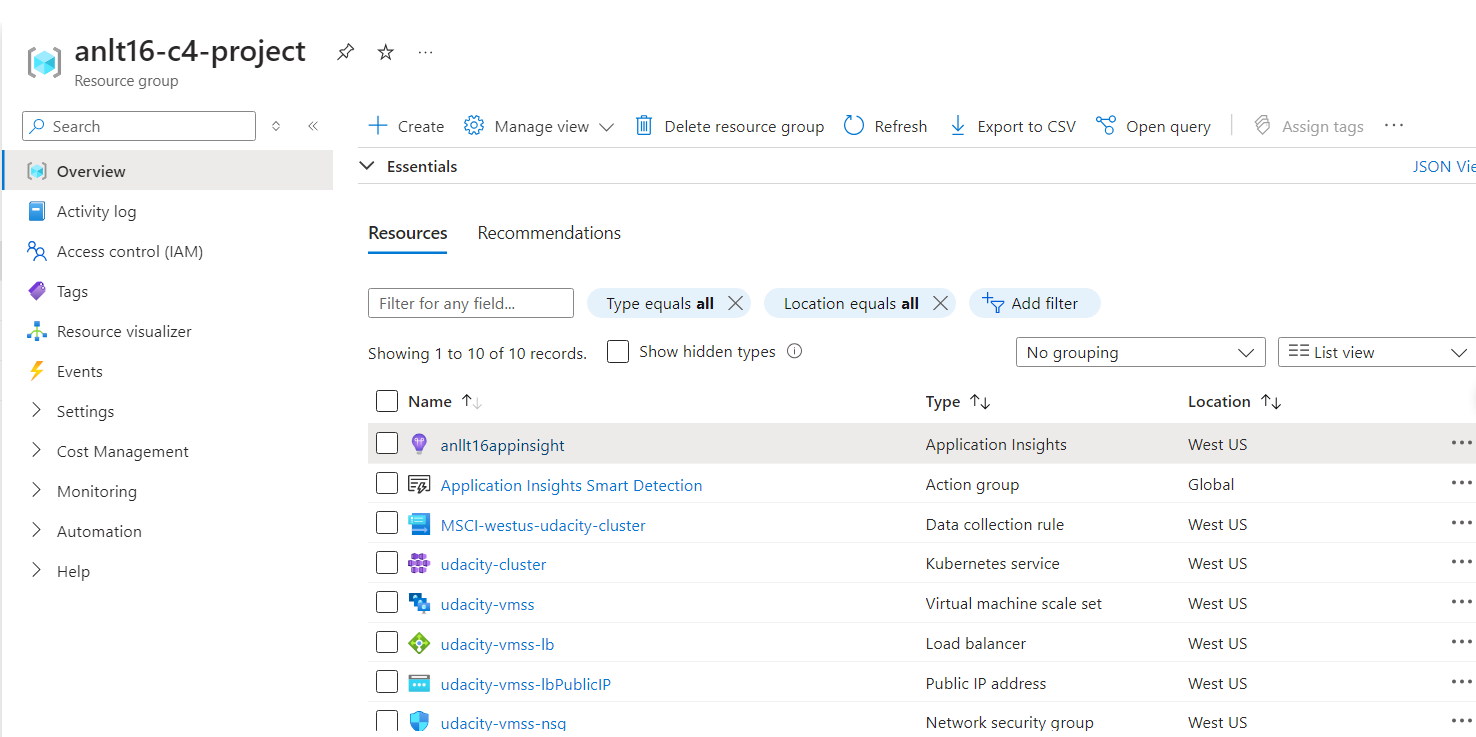 anlt16-c4-project
Resource group
Search
Overview
Activity log
Access control (IAM)
Tags
Resource visualizer
Events
Settings
Cost Management
Monitoring
Automation
Help
Create Manage view Delete resource group Refresh Export to CSV Open query Assign tags
Essentials JSON Vie
Resources Recommendations
Filter for any field... Type equals all Location equals all Add filter
Showing 1 to 10 of 10 records. Show hidden types No grouping List view
Name Type Location
anllt16appinsight Application Insights West US
Application Insights Smart Detection Action group Global
MSCI-westus-udacity-cluster Data collection rule West US
udacity-cluster Kubernetes service West US
udacity-vmss Virtual machine scale set West US
udacity-vmss-lb Load balancer West US
udacity-vmss-lbPublicIP Public IP address West US
udacity-vmss-nsg Network security group West US